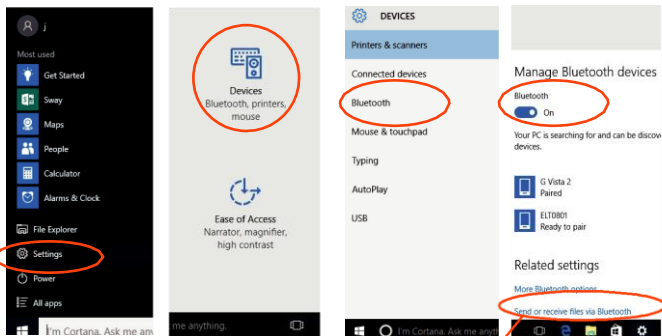 j
Most used
Get Started
Sway
Maps
People
Calculator
Alarms & Clock
File Explorer
Settings
Power
All apps
I'm Cortana. Ask me any
Devices
Bluetooth, printers,
mouse
Ease of Access
Narrator, magnifier,
high contrast
me anything.
DEVICES
Printers & scanners
Connected devices
Bluetooth
Mouse & touchpad
Typing
AutoPlay
USB
I'm Cortana. Ask me anyth
Manage Bluetooth devices
Bluetooth
On
Your PC is searching for and can be discov
devices.
G Vista 2
Paired
ELT0801
Ready to pair
Related settings
More Bluetooth options
Send or receive files via Bluetooth